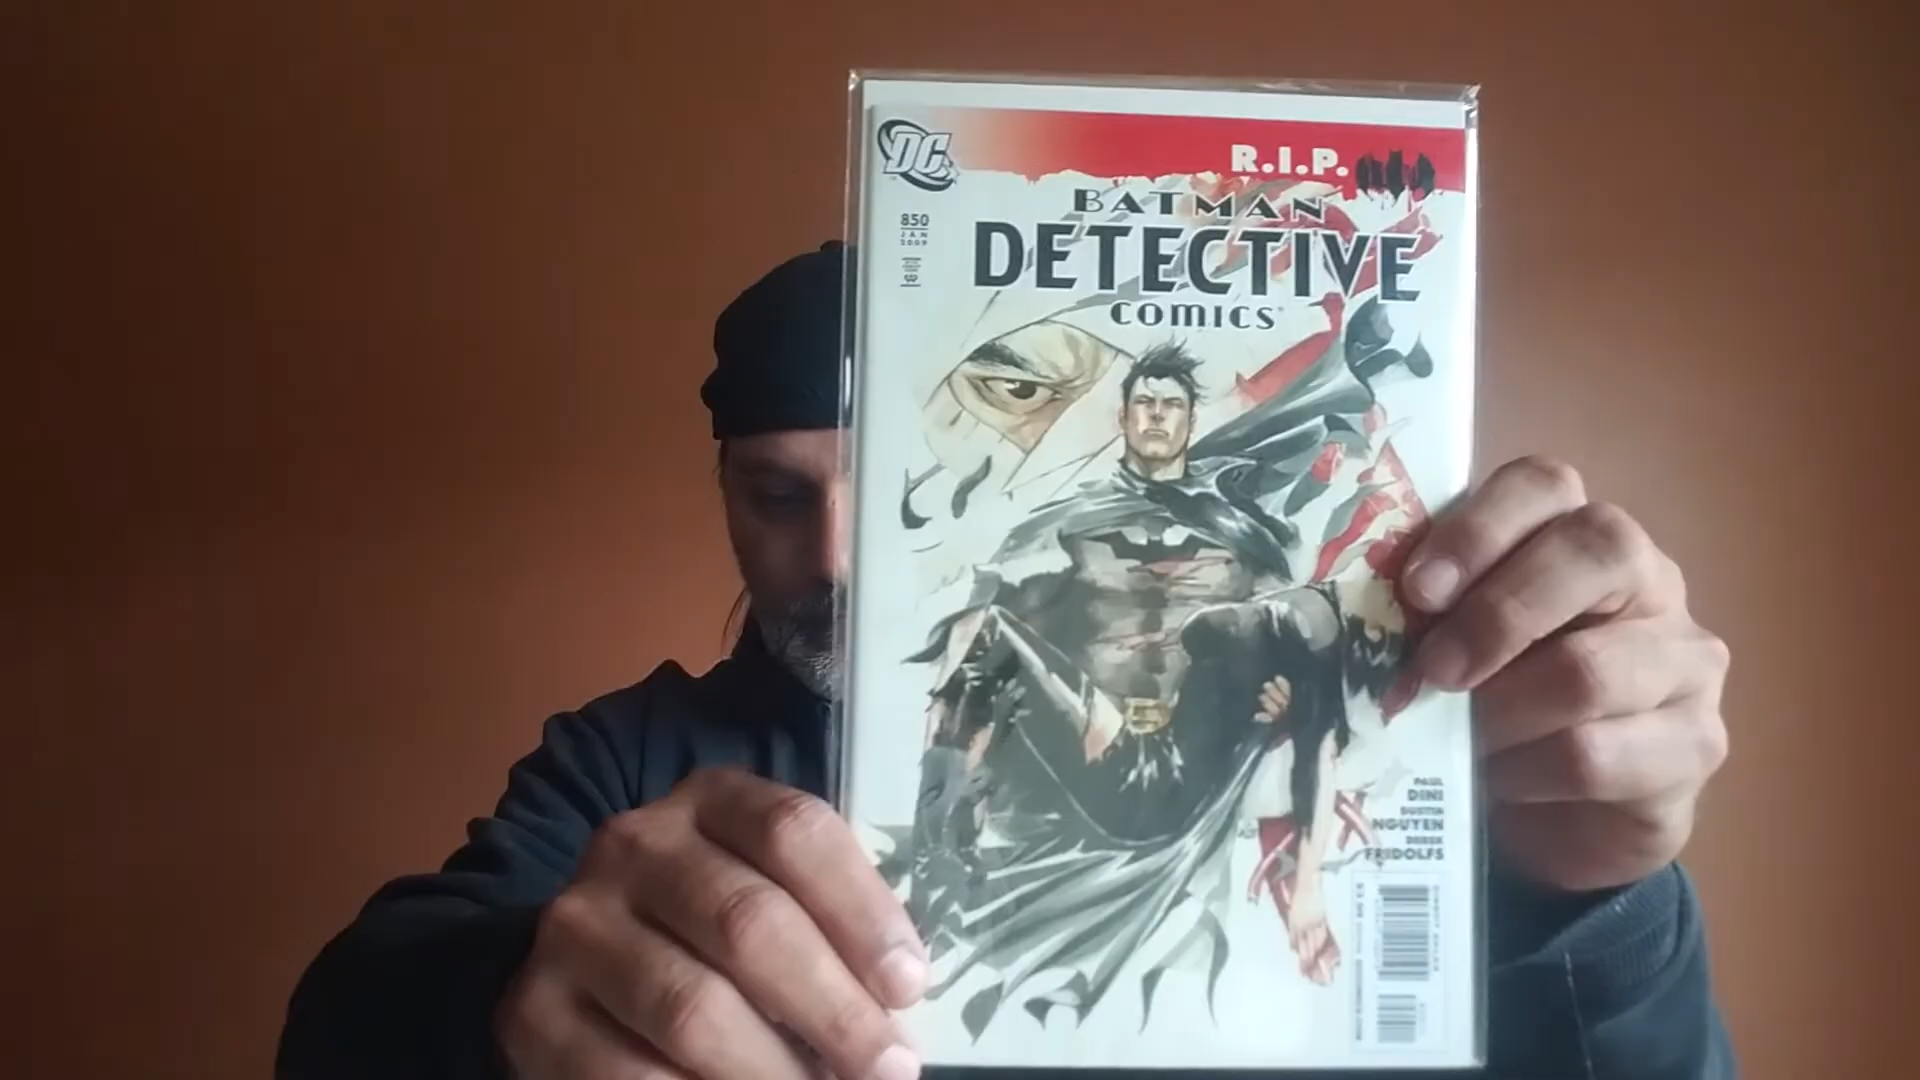 DC
R.I.P.
850
JAN
2009
BATMAN
DETECTIVE
COMICS
PAUL
DINI
DUSTIN
NGUYEN
DEREK
FRIDOLFS